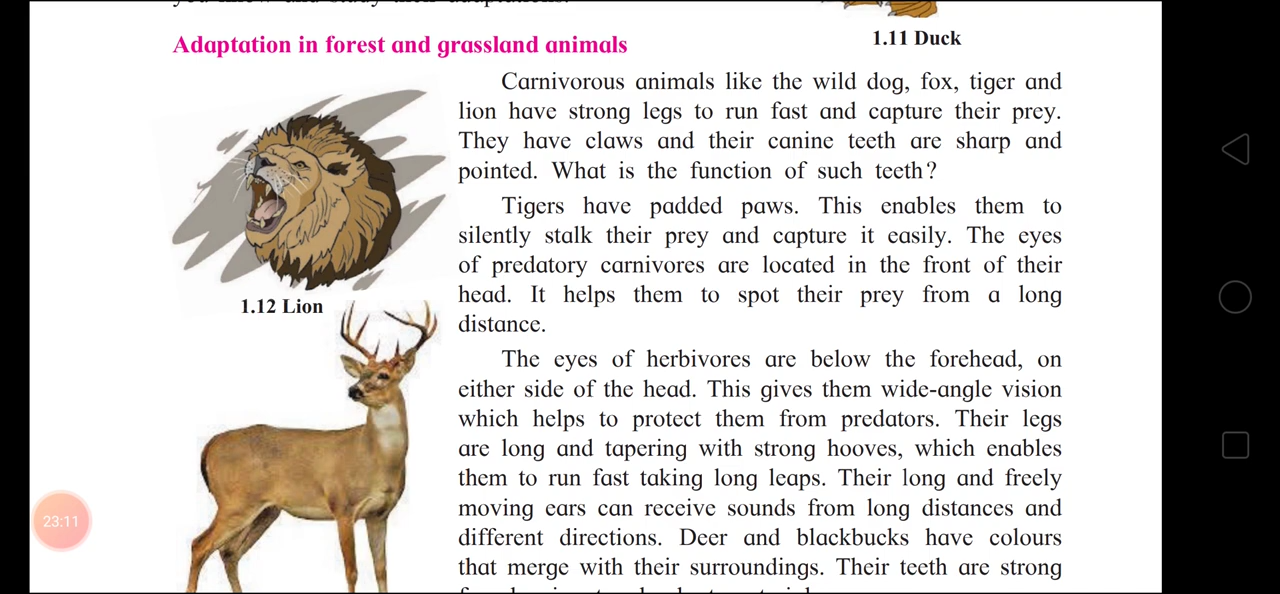 Adaptation in forest and grassland animals
1.11 Duck
Carnivorous animals like the wild dog, fox, tiger and
lion have strong legs to run fast and capture their prey.
They have claws and their canine teeth are sharp and
pointed. What is the function of such teeth?
Tigers have padded paws. This enables them to
silently stalk their prey and capture it easily. The eyes
of predatory carnivores are located in the front of their
head. It helps them to spot their prey from a long
distance.
1.12 Lion
The eyes of herbivores are below the forehead, on
either side of the head. This gives them wide-angle vision
which helps to protect them from predators. Their legs
are long and tapering with strong hooves, which enables
them to run fast taking long leaps. Their long and freely
moving ears can receive sounds from long distances and
different directions. Deer and blackbucks have colours
that merge with their surroundings. Their teeth are strong
23:11